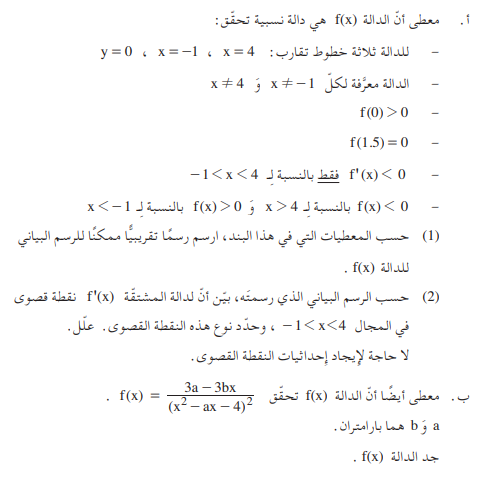 أ. معطى أنّ الدالة f(x) هي دالة نسبية تحقّق:
– للدالة ثلاثة خطوط تقارب: x = 4 ، x = −1 ، y = 0
– الدالة معرَّفة لكلّ x ≠ −1 وَ x ≠ 4
– f(0) > 0
– f(1.5) = 0
– f'(x) < 0 فقط بالنسبة لِـ −1 < x < 4
– f(x) < 0 بالنسبة لِـ x > 4 وَ f(x) > 0 بالنسبة لِـ x < −1
(1) حسب المعطيات التي في هذا البند، ارسم رسمًا تقريبيًّا ممكنًا للرسم البياني
للدالة f(x) .
(2) حسب الرسم البياني الذي رسمتَه، بيّن أنّ لدالة المشتقّة f'(x) نقطة قصوى
في المجال −1 < x < 4 ، وحدّد نوع هذه النقطة القصوى. علّل.
لا حاجة لإيجاد إحداثيات النقطة القصوى.
ب. معطى أيضًا أنّ الدالة f(x) تحقّق f(x) = (3a − 3bx) / (x² − ax − 4)² .
a وَ b هما بارامتران.
جد الدالة f(x) .